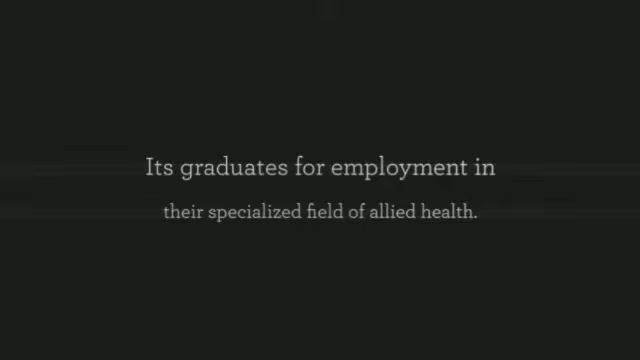 Its graduates for employment in
their specialized field of allied health.